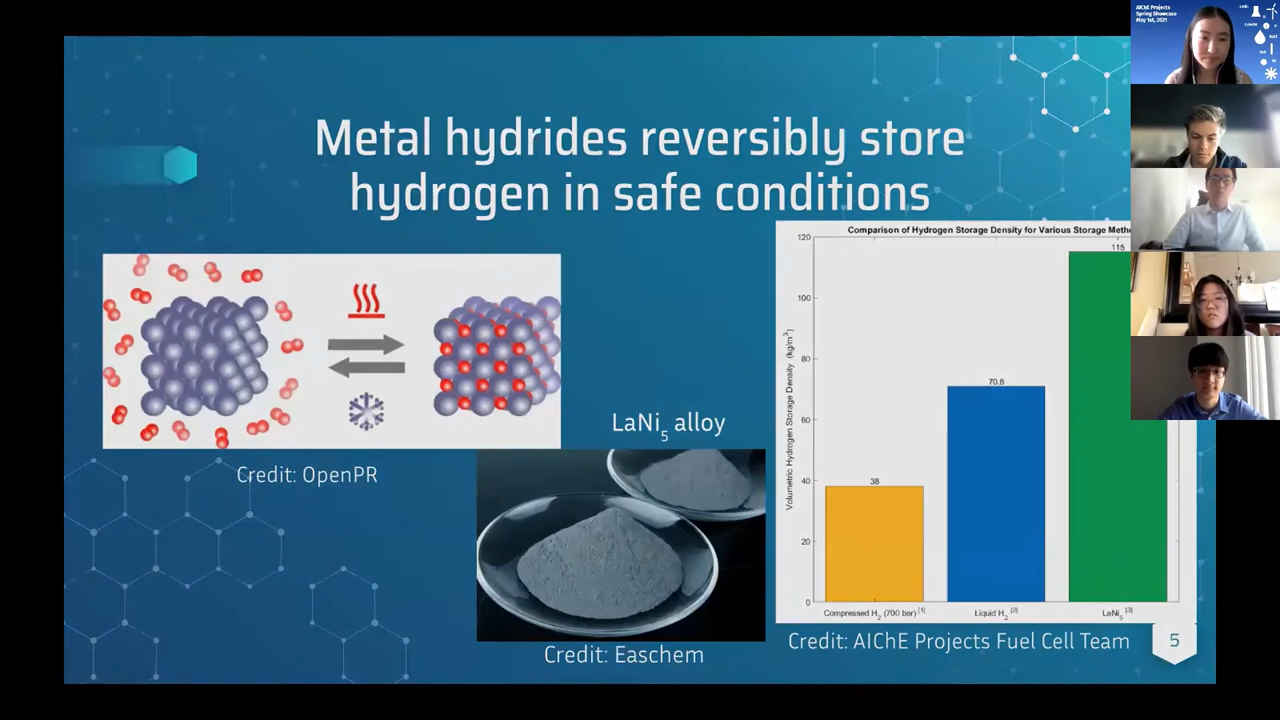 AIChE Projects
Spring Showcase
May 1st, 2021
Metal hydrides reversibly store
hydrogen in safe conditions
Comparison of Hydrogen Storage Density for Various Storage
120
100
80
60
40
20
0
Volumetric Hydrogen Storage Density (kg/m³)
38
70.8
115
Compressed H₂ (700 bar) [1]
Liquid H₂ [2]
LaNi₅ [3]
LaNi₅ alloy
Credit: OpenPR
Credit: Easchem
Credit: AIChE Projects Fuel Cell Team
5